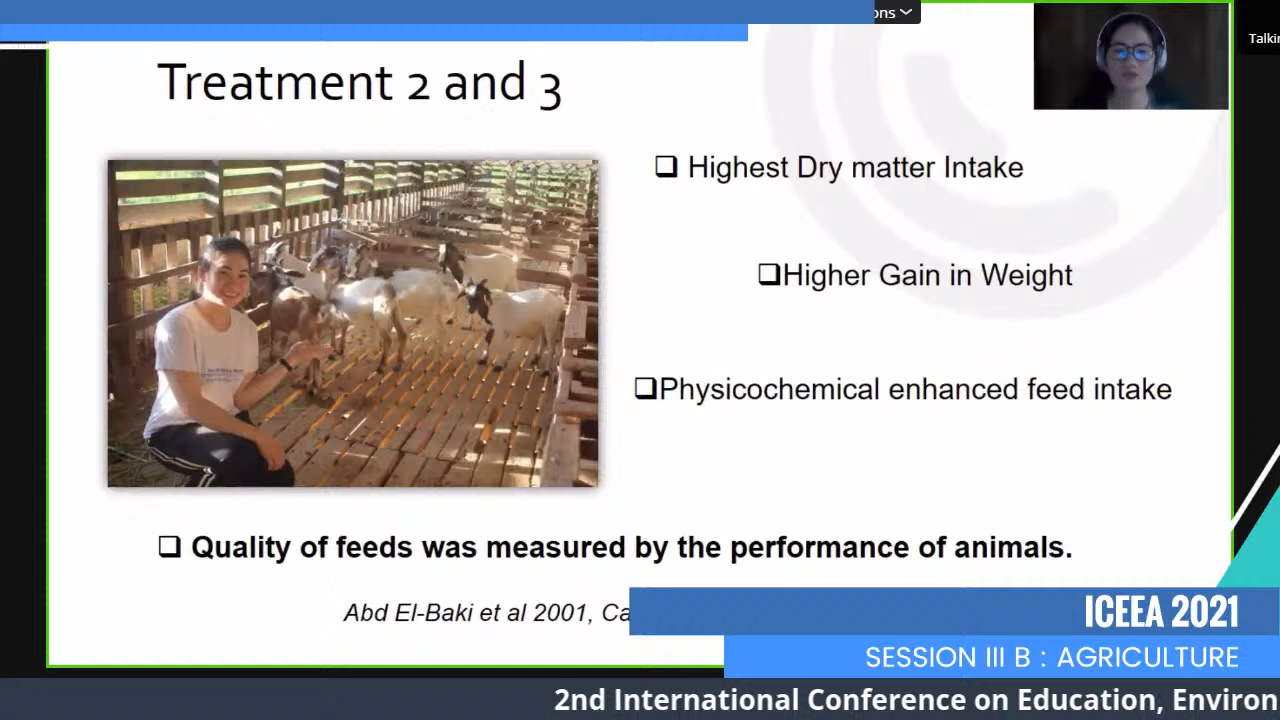 ons
Talkin
Treatment 2 and 3
❑ Highest Dry matter Intake
❑Higher Gain in Weight
❑Physicochemical enhanced feed intake
❑ Quality of feeds was measured by the performance of animals.
Abd El-Baki et al 2001, Ca
ICEEA 2021
SESSION III B : AGRICULTURE
2nd International Conference on Education, Environ